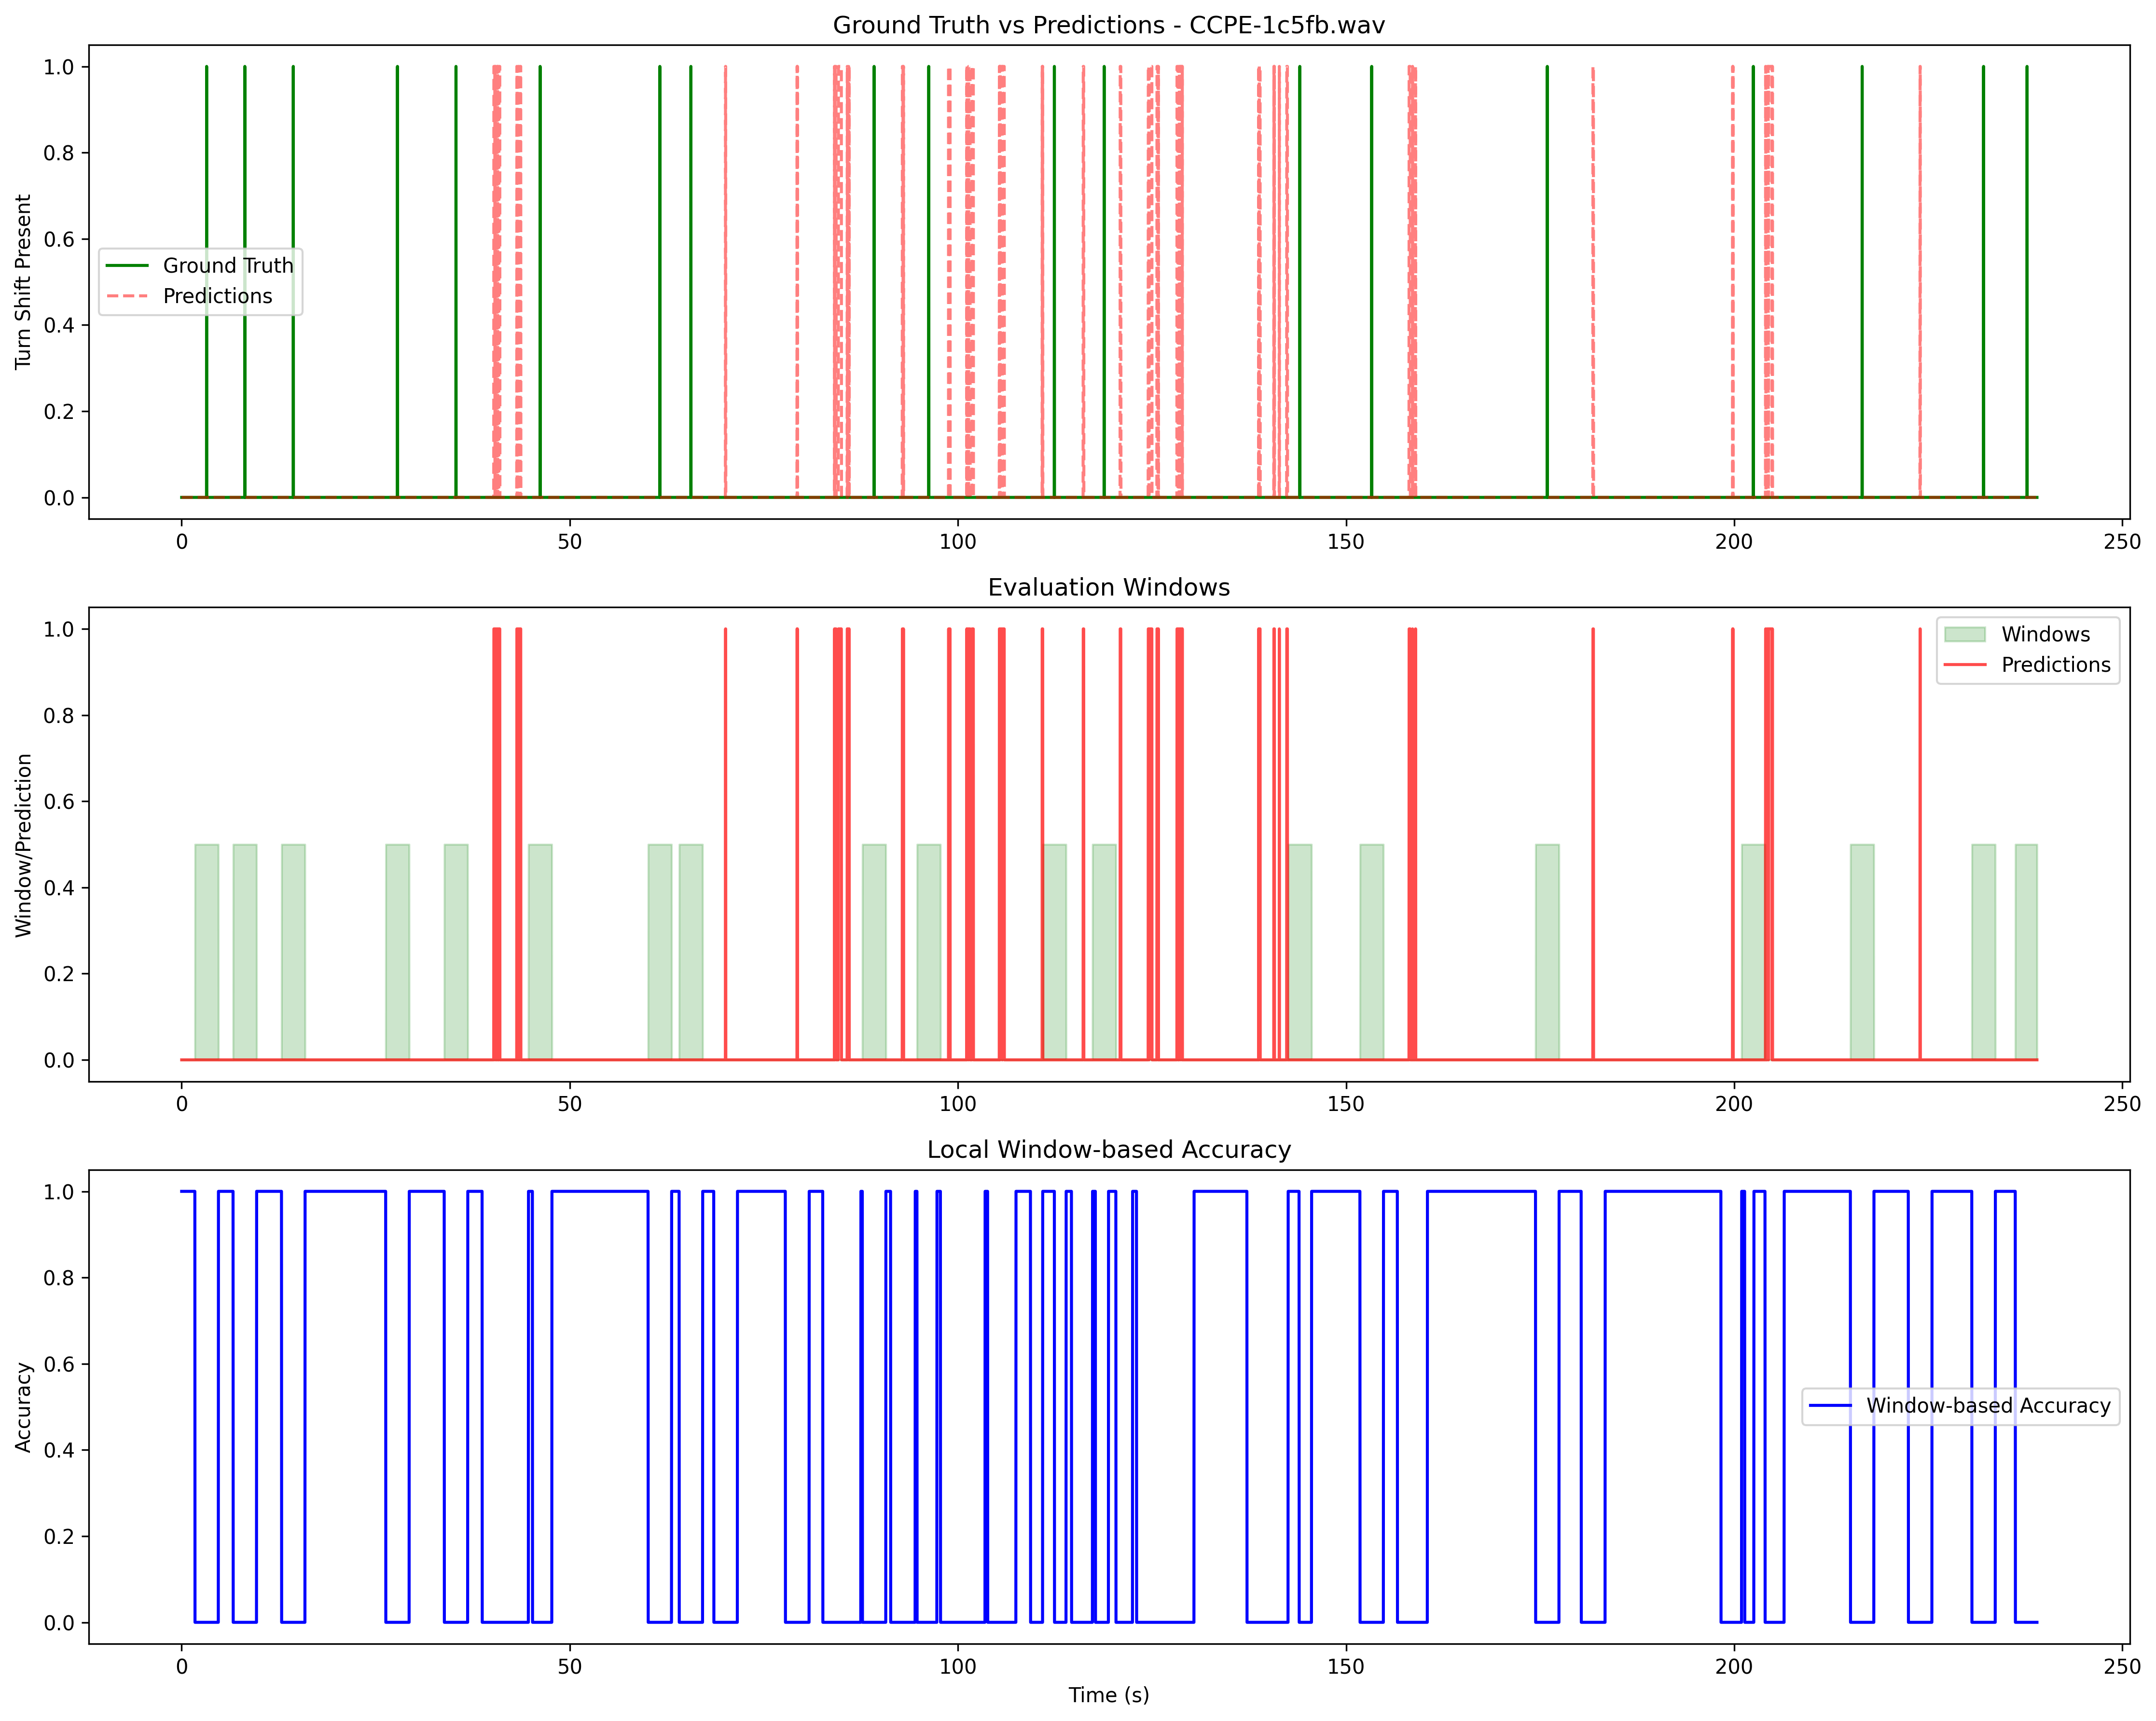 Ground Truth vs Predictions - CCPE-1c5fb.wav
Turn Shift Present
1.0
0.8
0.6
0.4
0.2
0.0
Ground Truth
Predictions
0 50 100 150 200 250
Evaluation Windows
Window/Prediction
1.0
0.8
0.6
0.4
0.2
0.0
Windows
Predictions
0 50 100 150 200 250
Local Window-based Accuracy
Accuracy
1.0
0.8
0.6
0.4
0.2
0.0
Window-based Accuracy
0 50 100 150 200 250
Time (s)